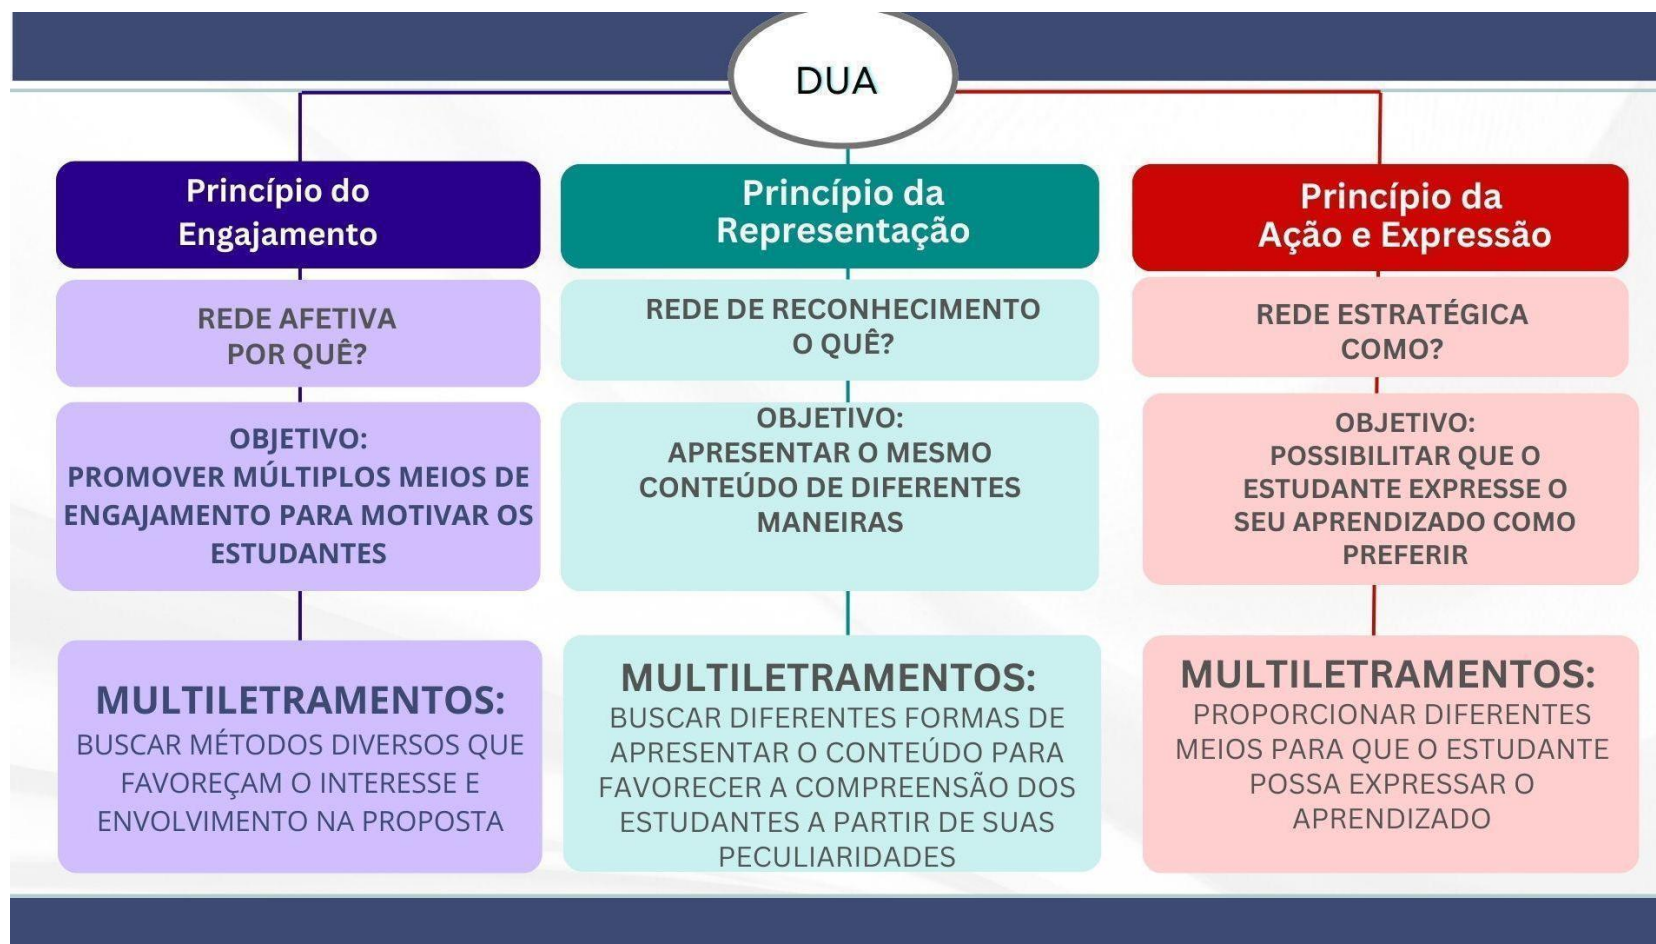 DUA
Princípio do
Engajamento
REDE AFETIVA
POR QUÊ?
OBJETIVO:
PROMOVER MÚLTIPLOS MEIOS DE
ENGAJAMENTO PARA MOTIVAR OS
ESTUDANTES
MULTILETRAMENTOS:
BUSCAR MÉTODOS DIVERSOS QUE
FAVOREÇAM O INTERESSE E
ENVOLVIMENTO NA PROPOSTA
Princípio da
Representação
REDE DE RECONHECIMENTO
O QUÊ?
OBJETIVO:
APRESENTAR O MESMO
CONTEÚDO DE DIFERENTES
MANEIRAS
MULTILETRAMENTOS:
BUSCAR DIFERENTES FORMAS DE
APRESENTAR O CONTEÚDO PARA
FAVORECER A COMPREENSÃO DOS
ESTUDANTES A PARTIR DE SUAS
PECULIARIDADES
Princípio da
Ação e Expressão
REDE ESTRATÉGICA
COMO?
OBJETIVO:
POSSIBILITAR QUE O
ESTUDANTE EXPRESSE O
SEU APRENDIZADO COMO
PREFERIR
MULTILETRAMENTOS:
PROPORCIONAR DIFERENTES
MEIOS PARA QUE O ESTUDANTE
POSSA EXPRESSAR O
APRENDIZADO